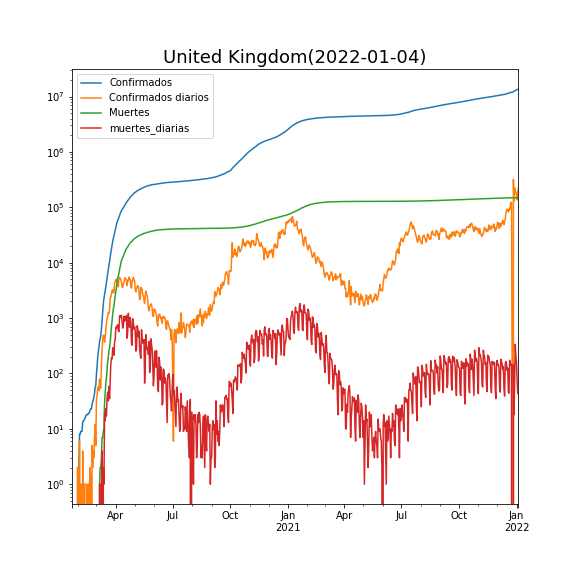 United Kingdom(2022-01-04)
Confirmados
Confirmados diarios
Muertes
muertes_diarias
10⁷
10⁶
10⁵
10⁴
10³
10²
10¹
10⁰
Apr Jul Oct Jan Apr Jul Oct Jan
2021 2022